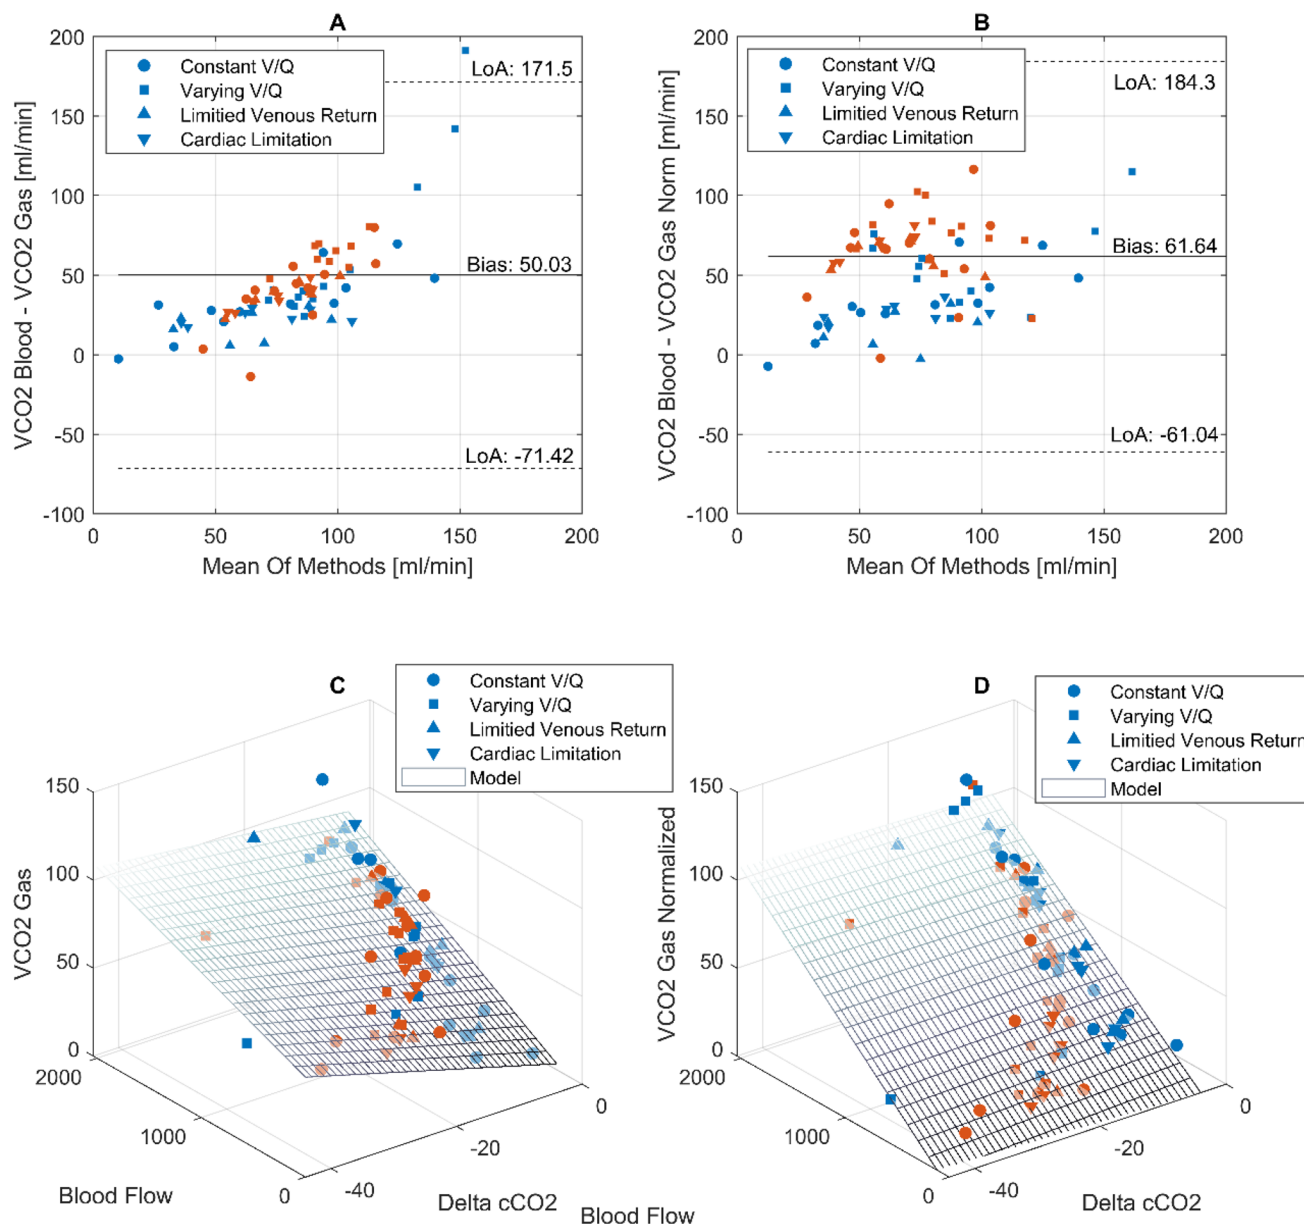 A
VCO2 Blood - VCO2 Gas [ml/min]
200
150
100
50
0
-50
-100
Constant V/Q
Varying V/Q
Limitied Venous Return
Cardiac Limitation
LoA: 171.5
Bias: 50.03
LoA: -71.42
0 50 100 150 200
Mean Of Methods [ml/min]
B
VCO2 Blood - VCO2 Gas Norm [ml/min]
200
150
100
50
0
-50
-100
Constant V/Q
Varying V/Q
Limitied Venous Return
Cardiac Limitation
LoA: 184.3
Bias: 61.64
LoA: -61.04
0 50 100 150 200
Mean Of Methods [ml/min]
C
Constant V/Q
Varying V/Q
Limitied Venous Return
Cardiac Limitation
Model
VCO2 Gas
150
100
50
0
2000
1000
0
Blood Flow
-40
-20
0
Delta cCO2
D
Constant V/Q
Varying V/Q
Limitied Venous Return
Cardiac Limitation
Model
VCO2 Gas Normalized
150
100
50
0
2000
1000
0
Blood Flow
-40
-20
0
Delta cCO2